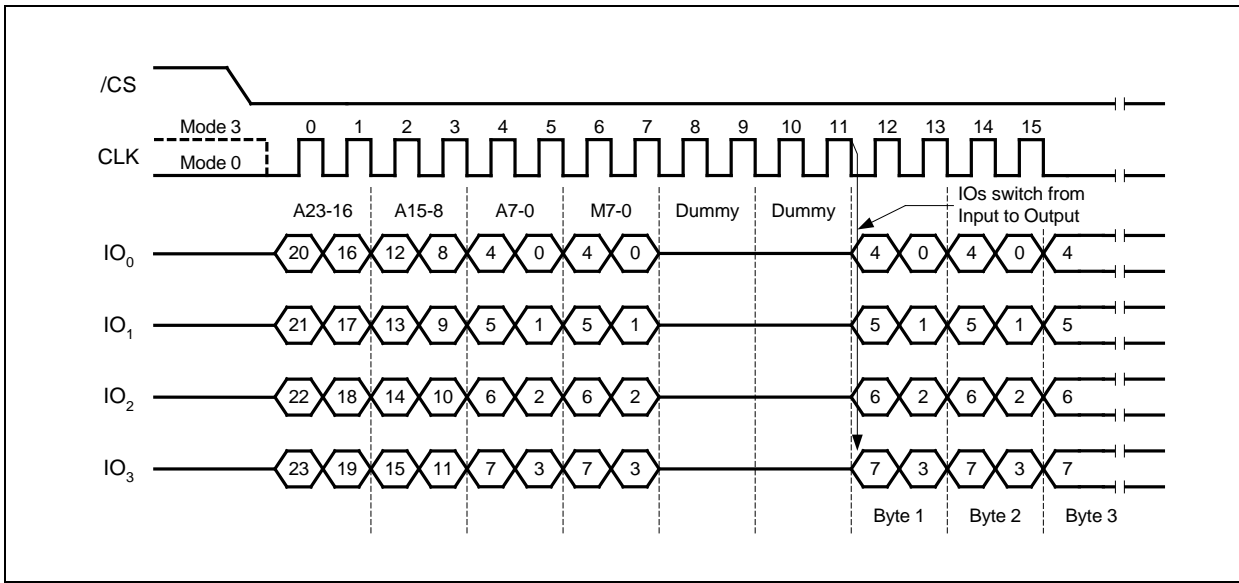 /CS
Mode 3
0 1 2 3 4 5 6 7 8 9 10 11 12 13 14 15
CLK
Mode 0
IOs switch from
Input to Output
A23-16 A15-8 A7-0 M7-0 Dummy Dummy
IO0 20 16 12 8 4 0 4 0 4 0 4 0 4
IO1 21 17 13 9 5 1 5 1 5 1 5 1 5
IO2 22 18 14 10 6 2 6 2 6 2 6 2 6
IO3 23 19 15 11 7 3 7 3 7 3 7 3 7
Byte 1 Byte 2 Byte 3